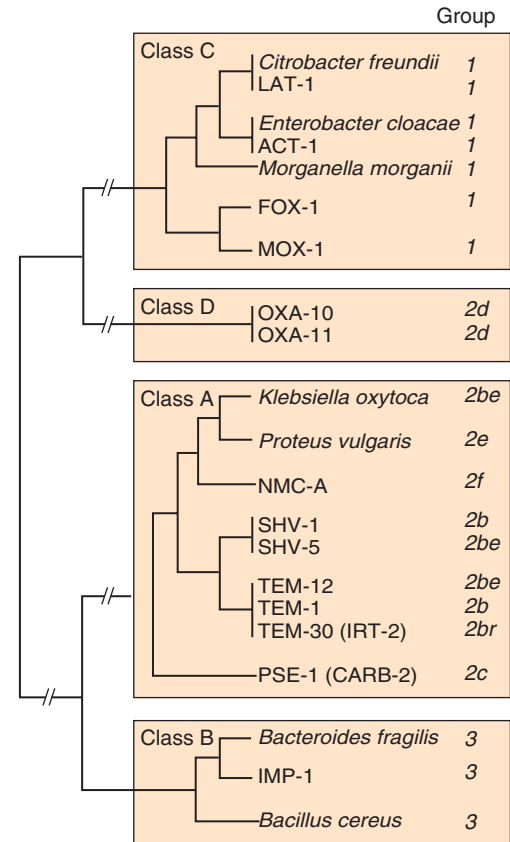 Group
Class C
Citrobacter freundii 1
LAT-1 1
Enterobacter cloacae 1
ACT-1 1
Morganella morganii 1
FOX-1 1
MOX-1 1
Class D
OXA-10 2d
OXA-11 2d
Class A
Klebsiella oxytoca 2be
Proteus vulgaris 2e
NMC-A 2f
SHV-1 2b
SHV-5 2be
TEM-12 2be
TEM-1 2b
TEM-30 (IRT-2) 2br
PSE-1 (CARB-2) 2c
Class B
Bacteroides fragilis 3
IMP-1 3
Bacillus cereus 3